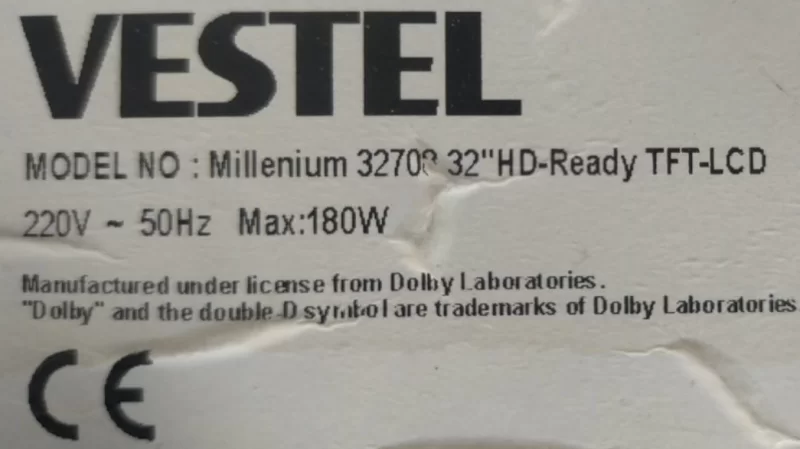 VESTEL
MODEL NO : Millenium 32"HD-Ready TFT-LCD
220V ~ 50Hz Max:180W
Manufactured under license from Dolby Laboratories.
"Dolby" and the double-D symbol are trademarks of Dolby Laboratories
CE